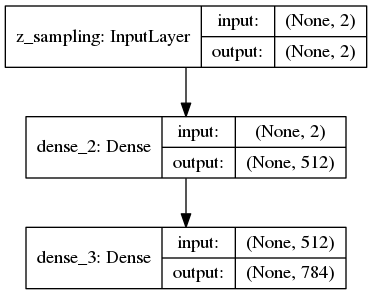 z_sampling: InputLayer
input: (None, 2)
output: (None, 2)
dense_2: Dense
input: (None, 2)
output: (None, 512)
dense_3: Dense
input: (None, 512)
output: (None, 784)